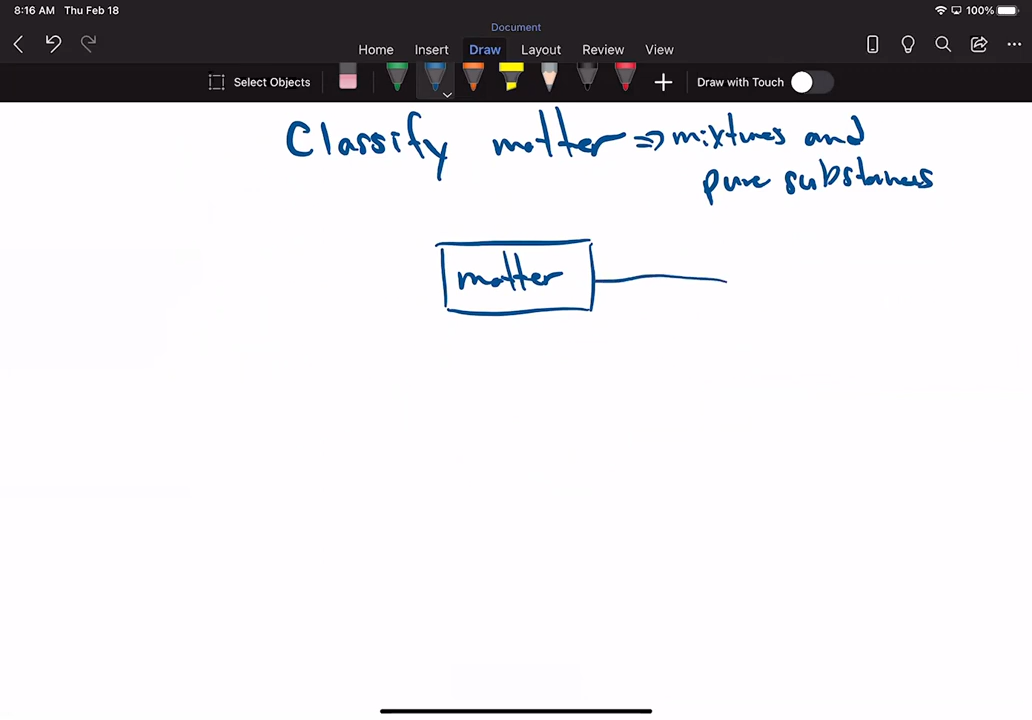 8:16 AM Thu Feb 18 100%
Document
Home Insert Draw Layout Review View
Select Objects Draw with Touch
Classify matter ⇒ mixtures and
pure substances
matter